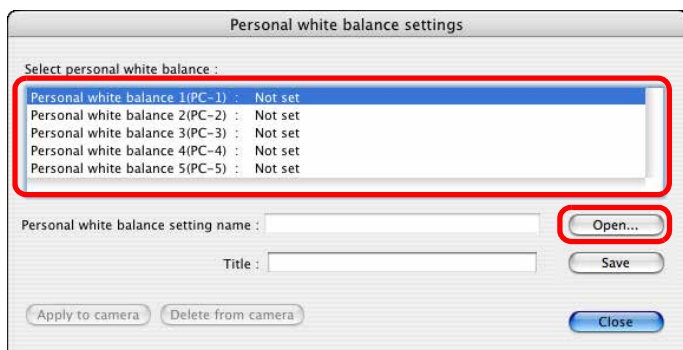 Personal white balance settings
Select personal white balance :
Personal white balance 1(PC-1) : Not set
Personal white balance 2(PC-2) : Not set
Personal white balance 3(PC-3) : Not set
Personal white balance 4(PC-4) : Not set
Personal white balance 5(PC-5) : Not set
Personal white balance setting name : Open...
Title : Save
Apply to camera Delete from camera Close